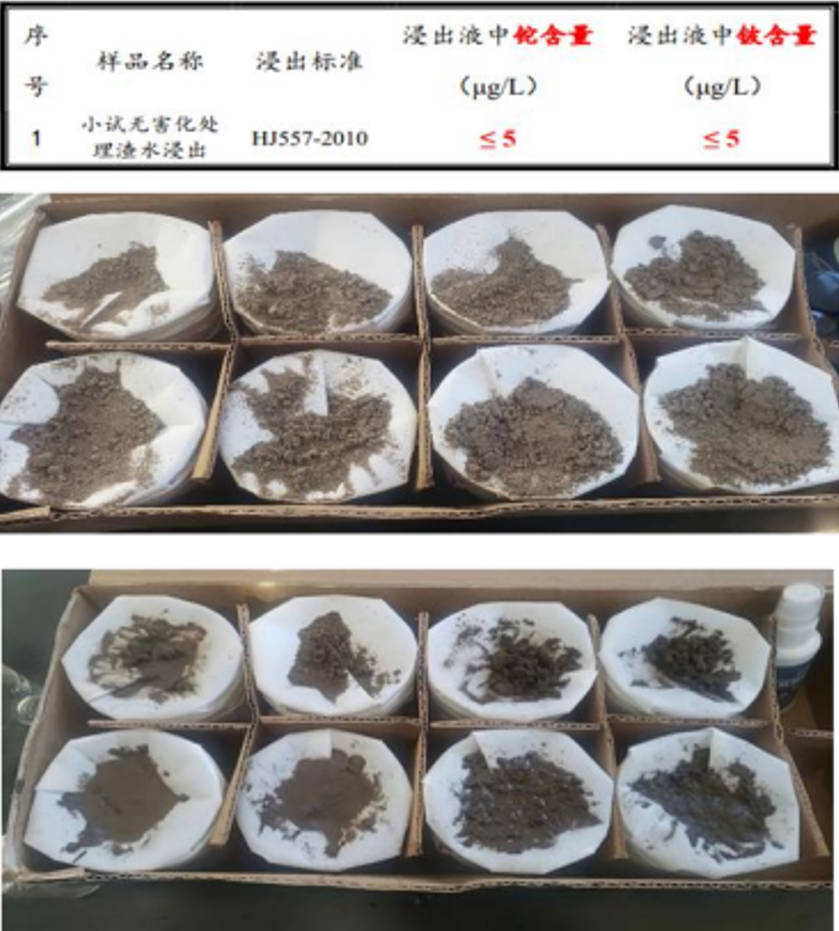 序号
样品名称
浸出标准
浸出液中铊含量
（μg/L）
浸出液中铍含量
（μg/L）
1
小试无害化处
理渣水浸出
HJ557-2010
≤ 5
≤ 5